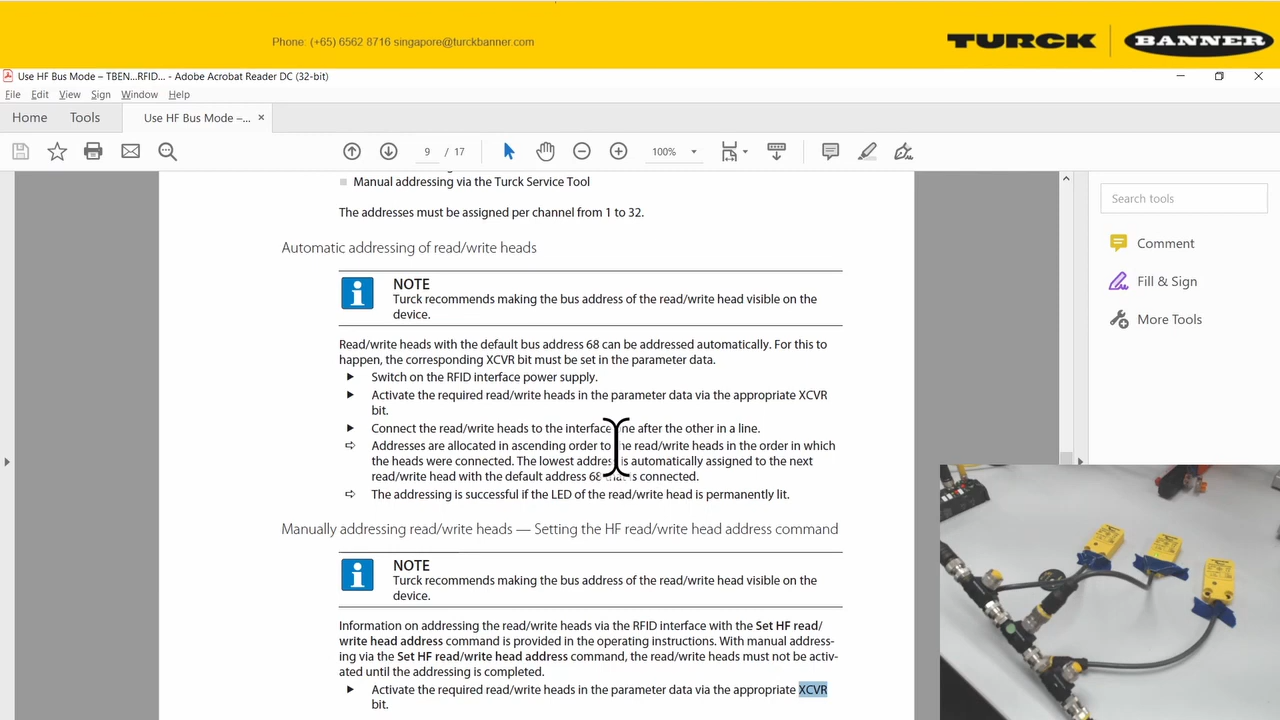 Phone: (+65) 6562 8716 singapore@turckbanner.com
TURCK
BANNER
Use HF Bus Mode – TBEN...RFID... - Adobe Acrobat Reader DC (32-bit)
File Edit View Sign Window Help
Home Tools Use HF Bus Mode –...
9 / 17 100%
Manual addressing via the Turck Service Tool
The addresses must be assigned per channel from 1 to 32.
Automatic addressing of read/write heads
NOTE
Turck recommends making the bus address of the read/write head visible on the
device.
Read/write heads with the default bus address 68 can be addressed automatically. For this to
happen, the corresponding XCVR bit must be set in the parameter data.
Switch on the RFID interface power supply.
Activate the required read/write heads in the parameter data via the appropriate XCVR
bit.
Connect the read/write heads to the interface one after the other in a line.
Addresses are allocated in ascending order to the read/write heads in the order in which
the heads were connected. The lowest address is automatically assigned to the next
read/write head with the default address 68 that is connected.
The addressing is successful if the LED of the read/write head is permanently lit.
Manually addressing read/write heads — Setting the HF read/write head address command
NOTE
Turck recommends making the bus address of the read/write head visible on the
device.
Information on addressing the read/write heads via the RFID interface with the Set HF read/
write head address command is provided in the operating instructions. With manual address-
ing via the Set HF read/write head address command, the read/write heads must not be activ-
ated until the addressing is completed.
Activate the required read/write heads in the parameter data via the appropriate XCVR
bit.
Search tools
Comment
Fill & Sign
More Tools